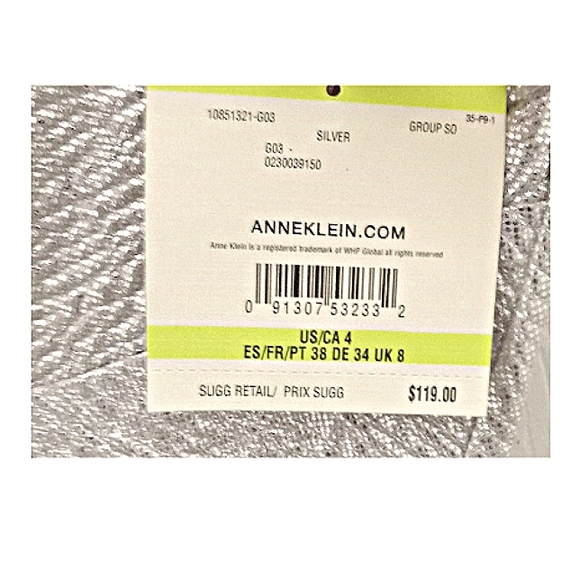 10851321-G03
SILVER
GROUP SO
35-P9-1
G03 -
0230039150
ANNEKLEIN.COM
Anne Klein is a registered trademark of WHP Global all rights reserved
0 91307 53233 2
US/CA 4
ES/FR/PT 38 DE 34 UK 8
SUGG RETAIL/ PRIX SUGG $119.00